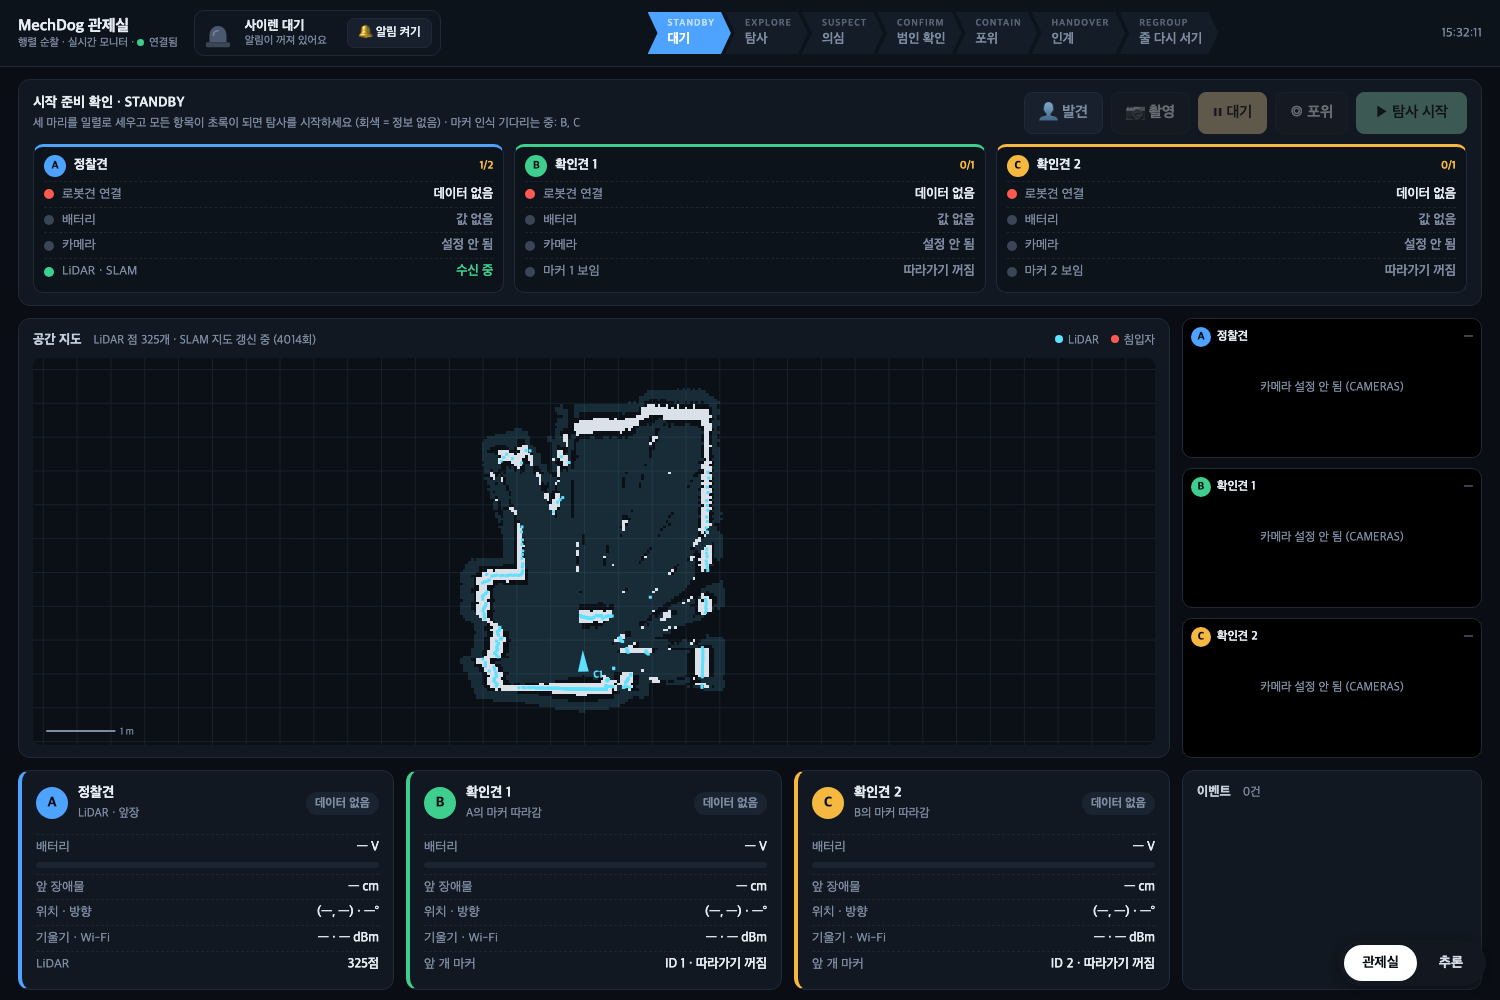 MechDog 관제실
행렬 순찰 · 실시간 모니터 · 연결됨
사이렌 대기
알림이 꺼져 있어요
알림 켜기
STANDBY
대기
EXPLORE
탐사
SUSPECT
의심
CONFIRM
범인 확인
CONTAIN
포위
HANDOVER
인계
REGROUP
줄 다시 서기
15:32:11
시작 준비 확인 · STANDBY
세 마리를 일렬로 세우고 모든 항목이 초록이 되면 탐사를 시작하세요 (회색 = 정보 없음) · 마커 인식 기다리는 중: B, C
발견
촬영
대기
포위
탐사 시작
A 정찰견 1/2
로봇견 연결 데이터 없음
배터리 값 없음
카메라 설정 안 됨
LiDAR · SLAM 수신 중
B 확인견 1 0/1
로봇견 연결 데이터 없음
배터리 값 없음
카메라 설정 안 됨
마커 1 보임 따라가기 꺼짐
C 확인견 2 0/1
로봇견 연결 데이터 없음
배터리 값 없음
카메라 설정 안 됨
마커 2 보임 따라가기 꺼짐
공간 지도 LiDAR 점 325개 · SLAM 지도 갱신 중 (4014회)
LiDAR 침입자
1 m
A 정찰견 —
카메라 설정 안 됨 (CAMERAS)
B 확인견 1 —
카메라 설정 안 됨 (CAMERAS)
C 확인견 2 —
카메라 설정 안 됨 (CAMERAS)
A 정찰견
LiDAR · 앞장
데이터 없음
배터리 — V
앞 장애물 — cm
위치 · 방향 (—, —) · —°
기울기 · Wi-Fi — · — dBm
LiDAR 325점
B 확인견 1
A의 마커 따라감
데이터 없음
배터리 — V
앞 장애물 — cm
위치 · 방향 (—, —) · —°
기울기 · Wi-Fi — · — dBm
앞 개 마커 ID 1 · 따라가기 꺼짐
C 확인견 2
B의 마커 따라감
데이터 없음
배터리 — V
앞 장애물 — cm
위치 · 방향 (—, —) · —°
기울기 · Wi-Fi — · — dBm
앞 개 마커 ID 2 · 따라가기 꺼짐
이벤트 0건
관제실 추론